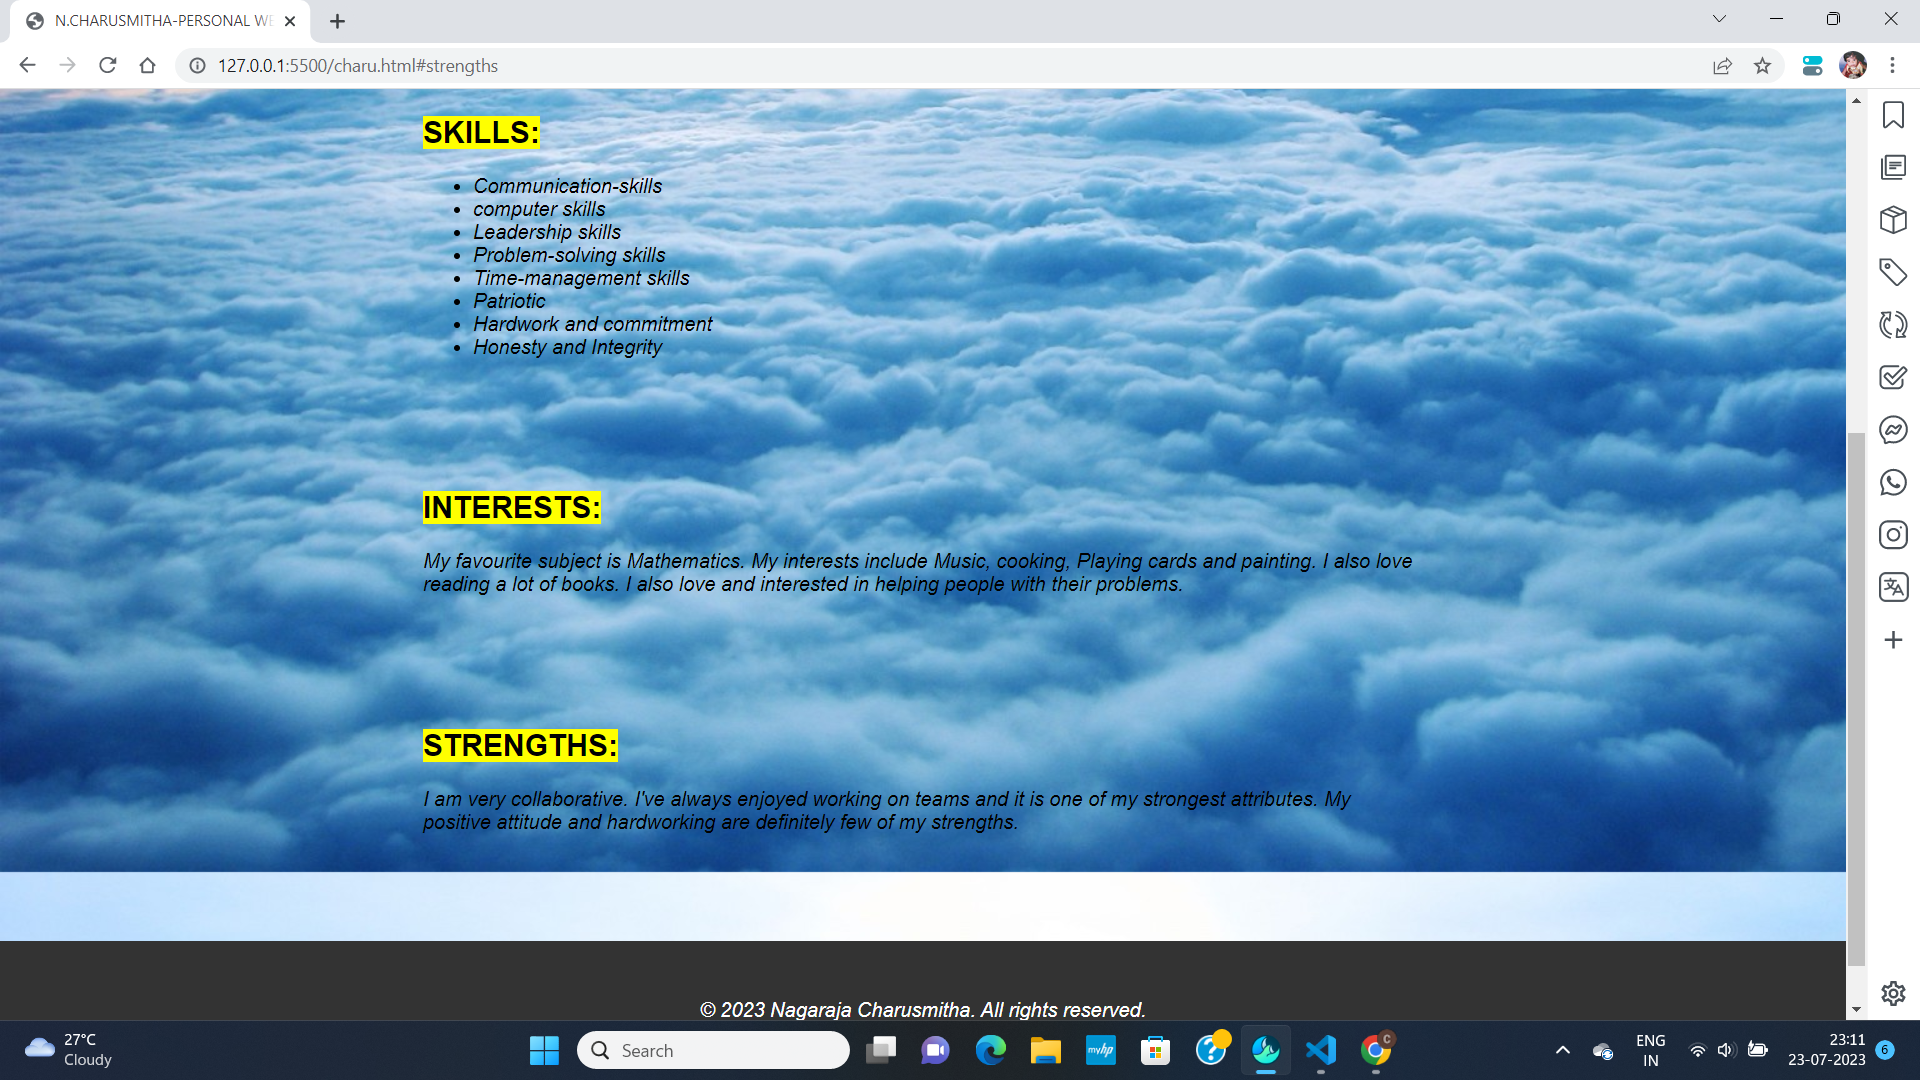 N.CHARUSMITHA-PERSONAL WE
127.0.0.1:5500/charu.html#strengths
SKILLS:
Communication-skills
computer skills
Leadership skills
Problem-solving skills
Time-management skills
Patriotic
Hardwork and commitment
Honesty and Integrity
INTERESTS:
My favourite subject is Mathematics. My interests include Music, cooking, Playing cards and painting. I also love
reading a lot of books. I also love and interested in helping people with their problems.
STRENGTHS:
I am very collaborative. I've always enjoyed working on teams and it is one of my strongest attributes. My
positive attitude and hardworking are definitely few of my strengths.
© 2023 Nagaraja Charusmitha. All rights reserved.
27°C
Cloudy
Search
myhp
C
ENG
IN
23:11
23-07-2023
6